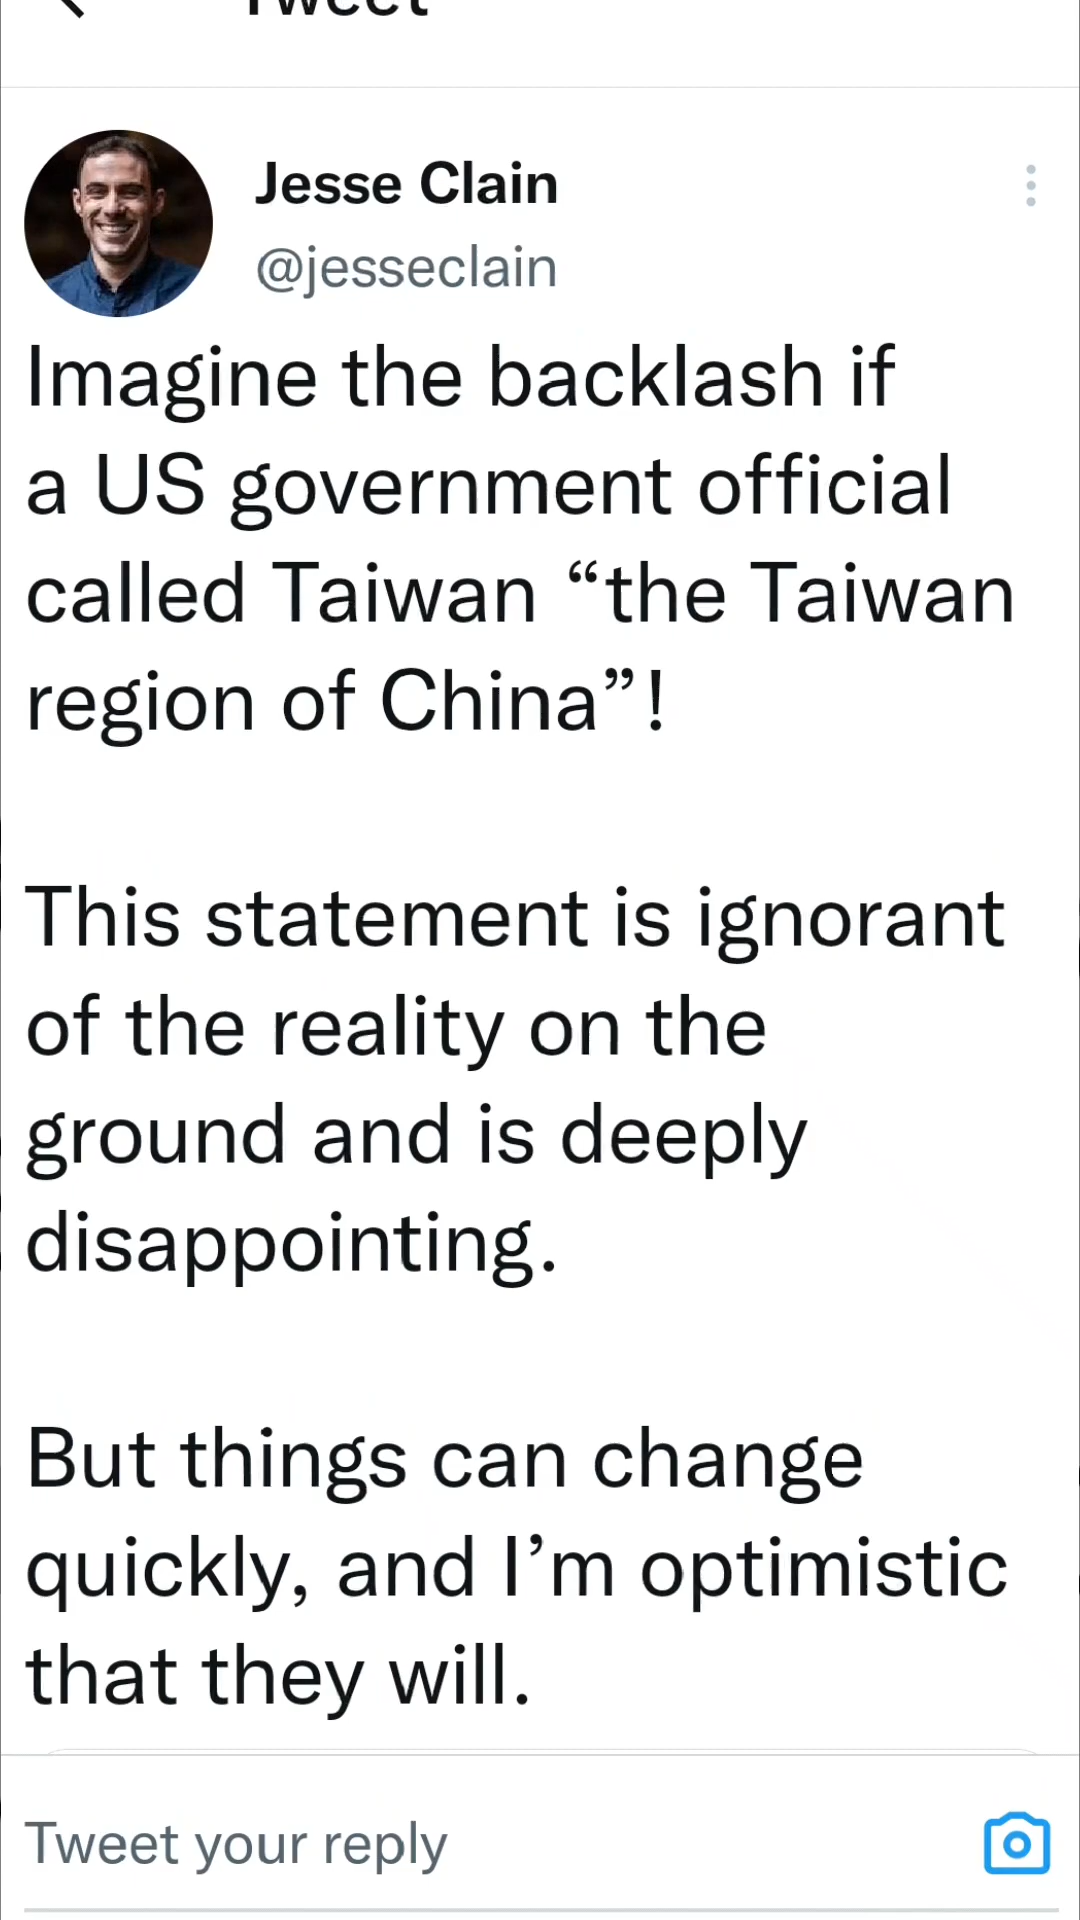 Tweet
Jesse Clain
@jesseclain
Imagine the backlash if
a US government official
called Taiwan “the Taiwan
region of China”!
This statement is ignorant
of the reality on the
ground and is deeply
disappointing.
But things can change
quickly, and I’m optimistic
that they will.
Tweet your reply